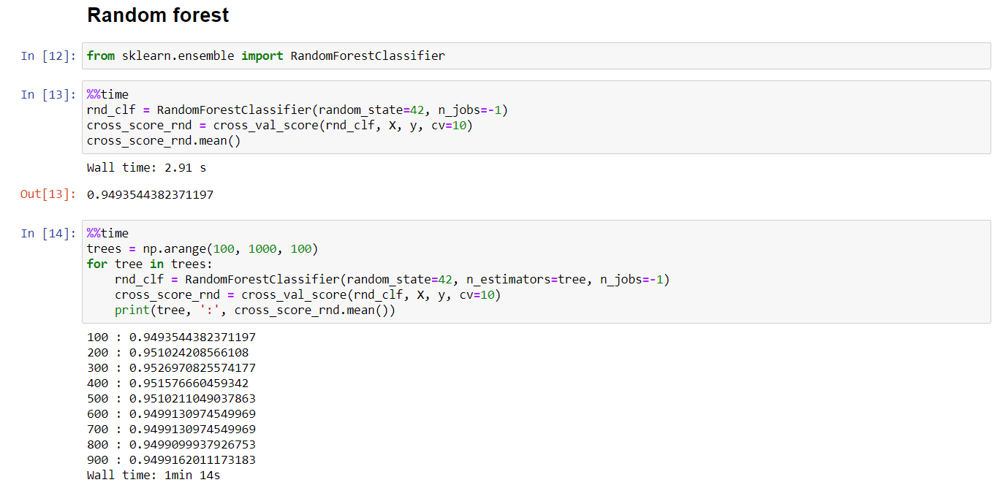 Random forest
In [12]: from sklearn.ensemble import RandomForestClassifier
In [13]: %%time
rnd_clf = RandomForestClassifier(random_state=42, n_jobs=-1)
cross_score_rnd = cross_val_score(rnd_clf, X, y, cv=10)
cross_score_rnd.mean()
Wall time: 2.91 s
Out[13]: 0.9493544382371197
In [14]: %%time
trees = np.arange(100, 1000, 100)
for tree in trees:
    rnd_clf = RandomForestClassifier(random_state=42, n_estimators=tree, n_jobs=-1)
    cross_score_rnd = cross_val_score(rnd_clf, X, y, cv=10)
    print(tree, ':', cross_score_rnd.mean())
100 : 0.9493544382371197
200 : 0.951024208566108
300 : 0.9526970825574177
400 : 0.951576660459342
500 : 0.9510211049037863
600 : 0.9499130974549969
700 : 0.9499130974549969
800 : 0.9499099937926753
900 : 0.9499162011173183
Wall time: 1min 14s